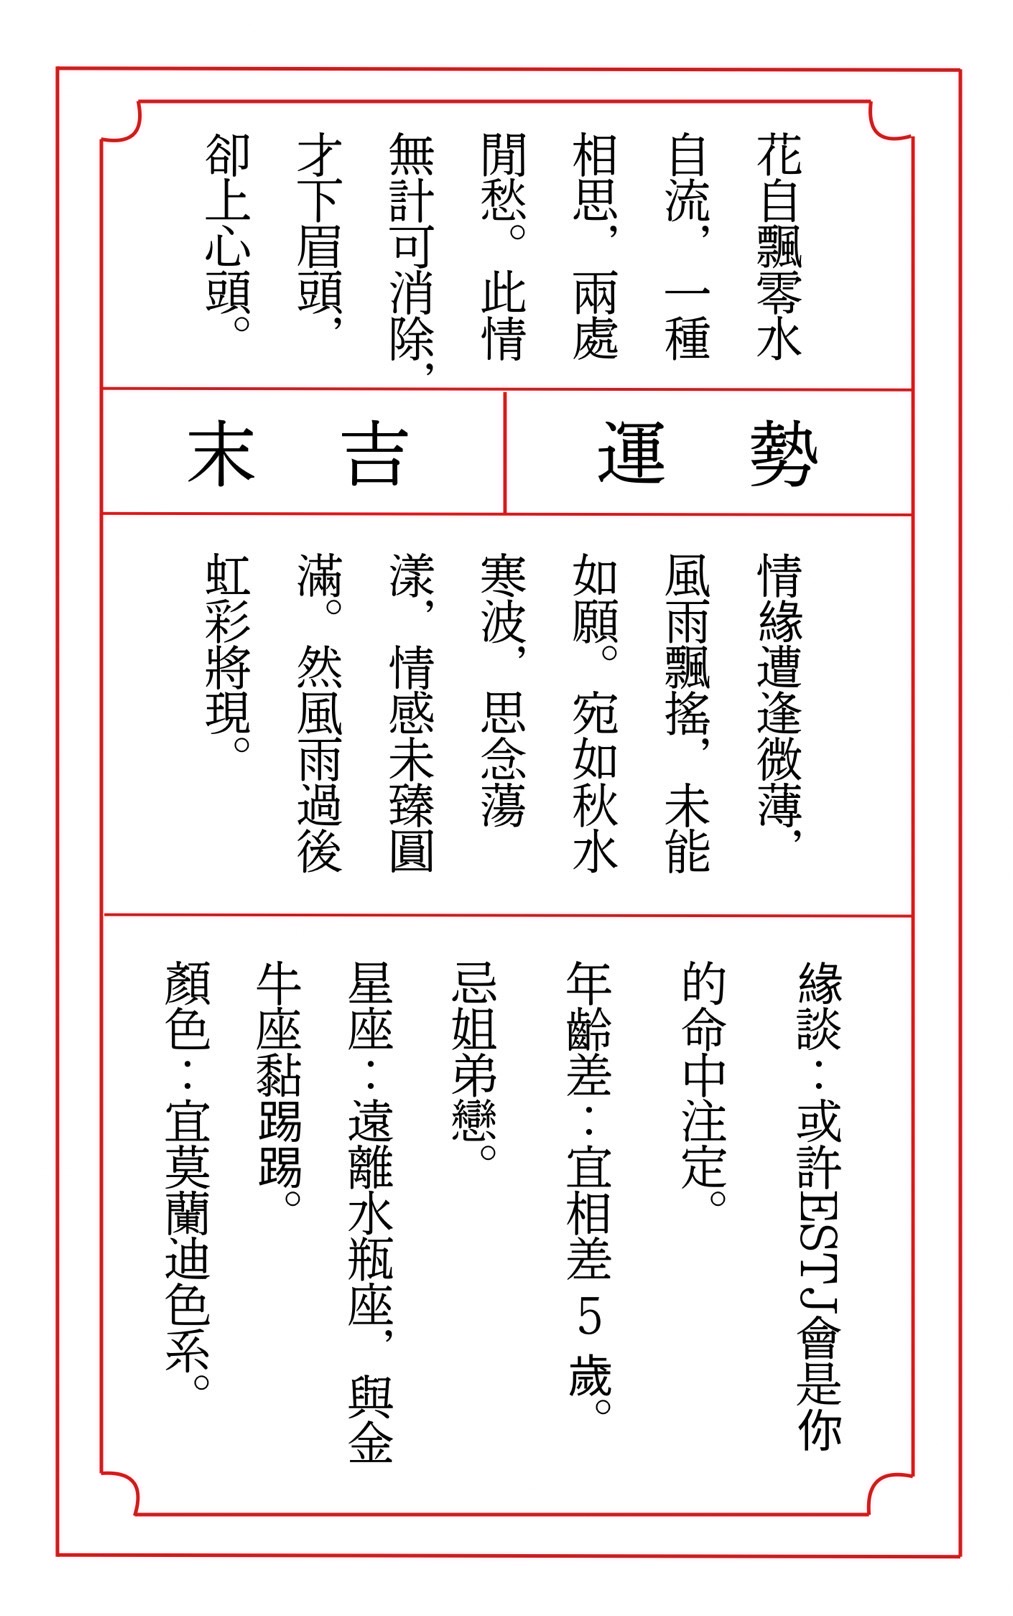 花自飄零水
自流，一種
相思，兩處
閒愁。此情
無計可消除，
才下眉頭，
卻上心頭。
運勢
末吉
情緣遭逢微薄，
風雨飄搖，未能
如願。宛如秋水
寒波，思念蕩
漾，情感未臻圓
滿。然風雨過後
虹彩將現。
緣談：或許ESTJ會是你
的命中注定。
年齡差：宜相差5歲。
忌姐弟戀。
星座：遠離水瓶座，與金
牛座黏踢踢。
顏色：宜莫蘭迪色系。